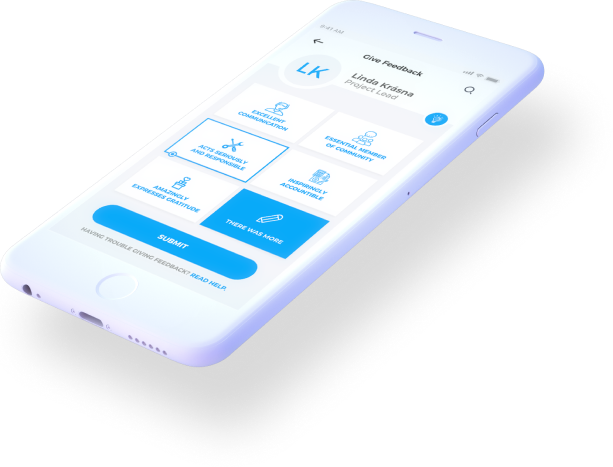 9:41 AM
Give Feedback
LK
Linda Krásna
Project Lead
EXCELLENT
COMMUNICATION
ESSENTIAL MEMBER
OF COMMUNITY
ACTS SERIOUSLY
AND RESPONSIBLE
INSPIRINGLY
ACCOUNTIBLE
AMAZINGLY
EXPRESSES GRATITUDE
THERE WAS MORE
SUBMIT
HAVING TROUBLE GIVING FEEDBACK? READ HELP.